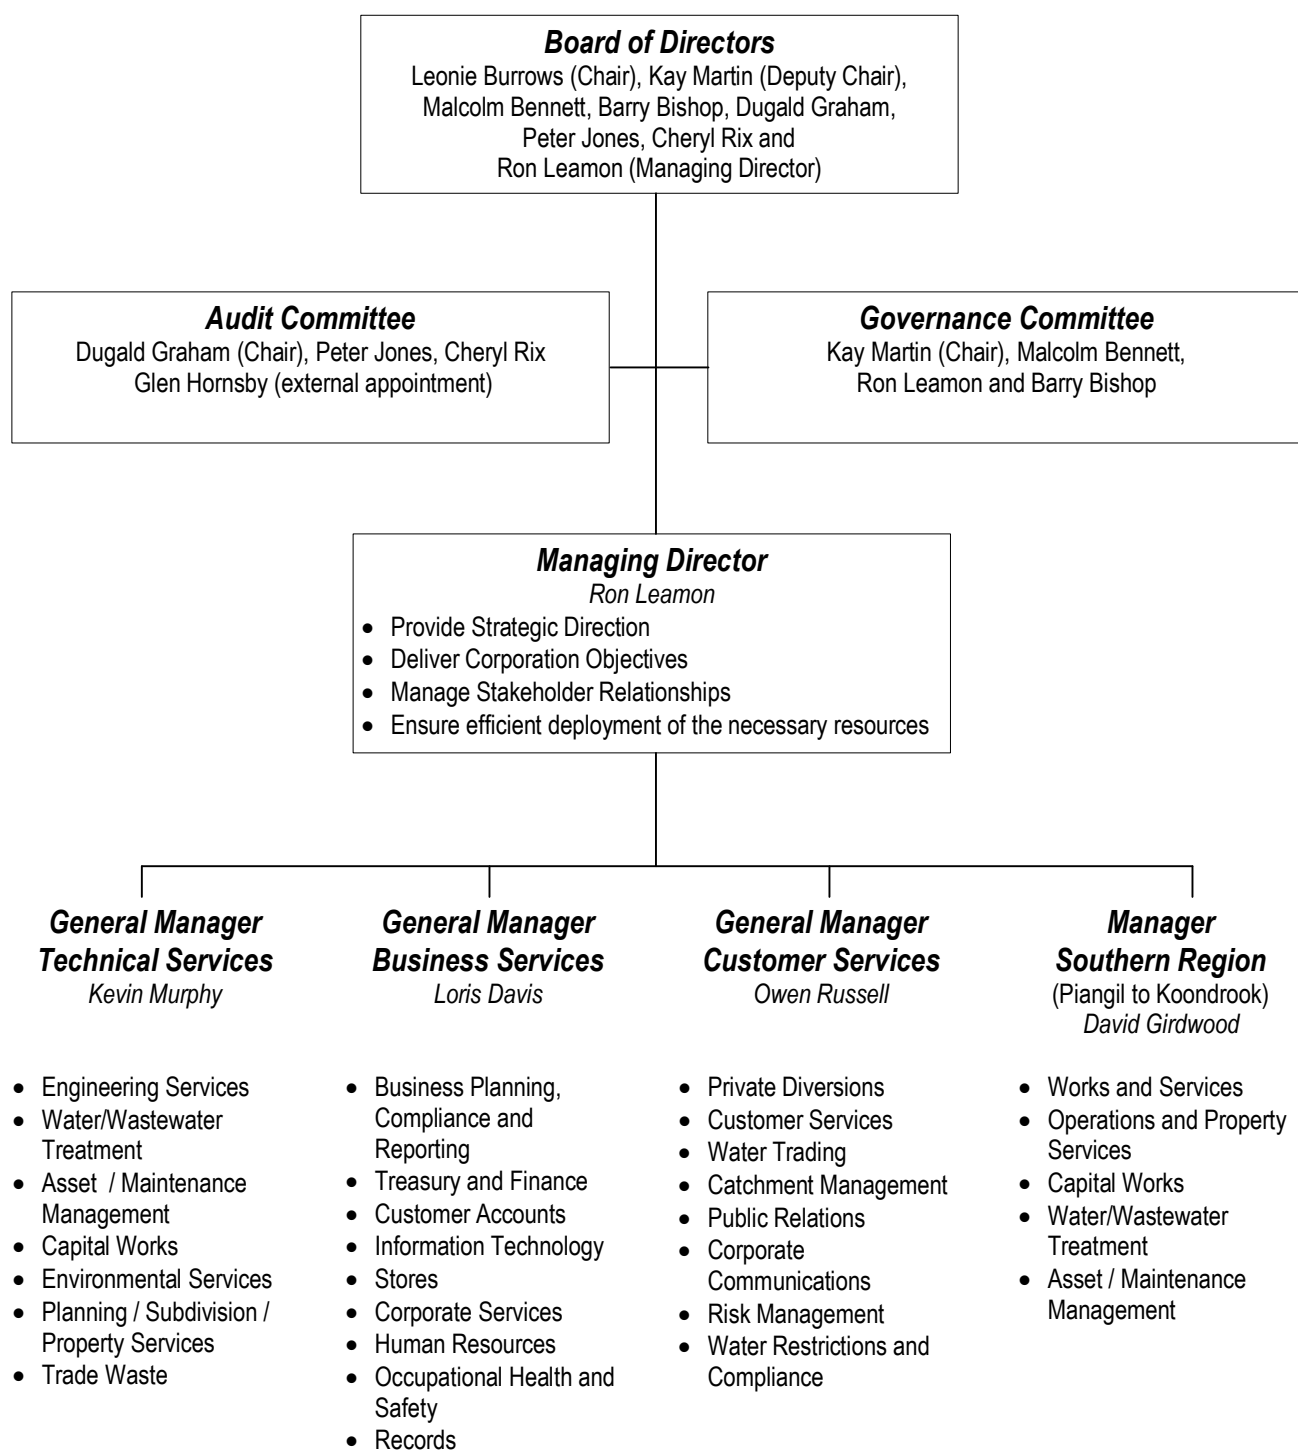 Board of Directors
Leonie Burrows (Chair), Kay Martin (Deputy Chair),
Malcolm Bennett, Barry Bishop, Dugald Graham,
Peter Jones, Cheryl Rix and
Ron Leamon (Managing Director)
Audit Committee
Dugald Graham (Chair), Peter Jones, Cheryl Rix
Glen Hornsby (external appointment)
Governance Committee
Kay Martin (Chair), Malcolm Bennett,
Ron Leamon and Barry Bishop
Managing Director
Ron Leamon
• Provide Strategic Direction
• Deliver Corporation Objectives
• Manage Stakeholder Relationships
• Ensure efficient deployment of the necessary resources
General Manager
Technical Services
Kevin Murphy
• Engineering Services
• Water/Wastewater
Treatment
• Asset / Maintenance
Management
• Capital Works
• Environmental Services
• Planning / Subdivision /
Property Services
• Trade Waste
General Manager
Business Services
Loris Davis
• Business Planning,
Compliance and
Reporting
• Treasury and Finance
• Customer Accounts
• Information Technology
• Stores
• Corporate Services
• Human Resources
• Occupational Health and
Safety
• Records
General Manager
Customer Services
Owen Russell
• Private Diversions
• Customer Services
• Water Trading
• Catchment Management
• Public Relations
• Corporate
Communications
• Risk Management
• Water Restrictions and
Compliance
Manager
Southern Region
(Piangil to Koondrook)
David Girdwood
• Works and Services
• Operations and Property
Services
• Capital Works
• Water/Wastewater
Treatment
• Asset / Maintenance
Management